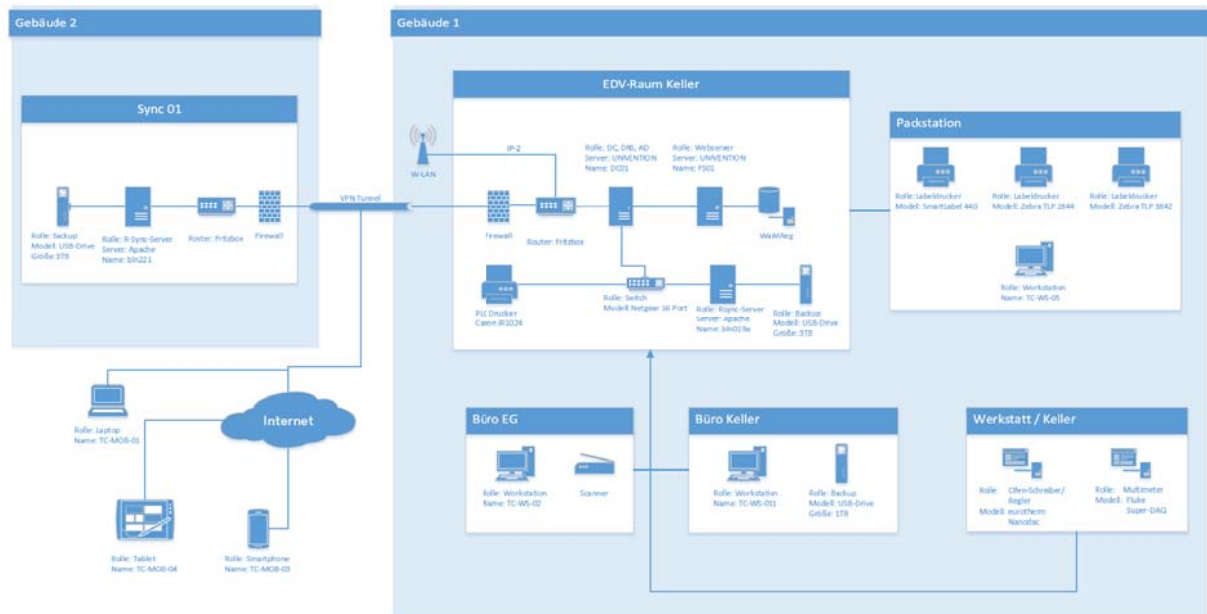 Gebäude 2
Sync 01
Rolle: Backup
Modell: USB-Drive
Größe: 3TB
Rolle: R-Sync-Server
Server: Apache
Name: bln221
Router: Fritzbox
Firewall
VPN Tunnel
Rolle: Laptop
Name: TC-MOB-01
Internet
Rolle: Tablet
Name: TC-MOB-04
Rolle: Smartphone
Name: TC-MOB-03
Gebäude 1
W-LAN
EDV-Raum Keller
IP-2
Rolle: DC, DNS, AD
Server: UNIVENTION
Name: DC01
Rolle: Webserver
Server: UNIVENTION
Name: FS01
Firewall
Router: Fritzbox
Drucker
Canon iR1024
Rolle: Switch
Modell Netgear 16 Port
Rolle: Rsync-Server
Server: Apache
Name: bln019a
Rolle: Backup
Modell: USB-Drive
Größe: 3TB
Packstation
Rolle: Labeldrucker
Modell: SmartLabel 440
Rolle: Labeldrucker
Modell: Zebra TLP 2844
Rolle: Labeldrucker
Modell: Zebra TLP 3842
Rolle: Workstation
Name: TC-WS-05
Büro EG
Rolle: Workstation
Name: TC-WS-02
Scanner
Büro Keller
Rolle: Workstation
Name: TC-WS-011
Rolle: Backup
Modell: USB-Drive
Größe: 1TB
Werkstatt / Keller
Rolle: Ofen-Schreiber/
Regler
Modell: eurotherm
Nanodac
Rolle: Multimeter
Modell: Fluke
Super-DAQ